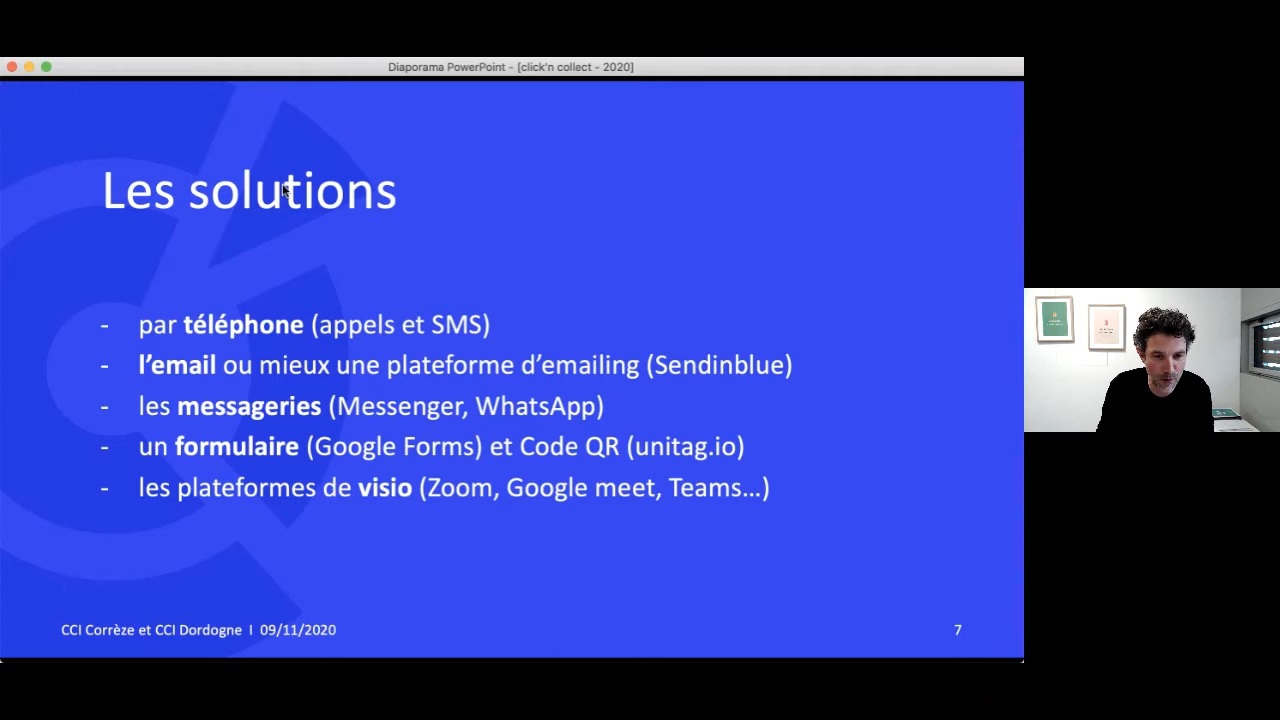 Diaporama PowerPoint - [click'n collect - 2020]
Les solutions
- par téléphone (appels et SMS)
- l’email ou mieux une plateforme d’emailing (Sendinblue)
- les messageries (Messenger, WhatsApp)
- un formulaire (Google Forms) et Code QR (unitag.io)
- les plateformes de visio (Zoom, Google meet, Teams…)
CCI Corrèze et CCI Dordogne I 09/11/2020
7